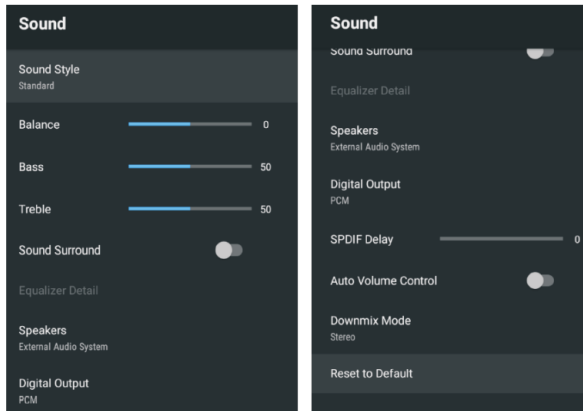 Sound
Sound Style
Standard
Balance 0
Bass 50
Treble 50
Sound Surround
Equalizer Detail
Speakers
External Audio System
Digital Output
PCM
Sound
Sound Surround
Equalizer Detail
Speakers
External Audio System
Digital Output
PCM
SPDIF Delay 0
Auto Volume Control
Downmix Mode
Stereo
Reset to Default